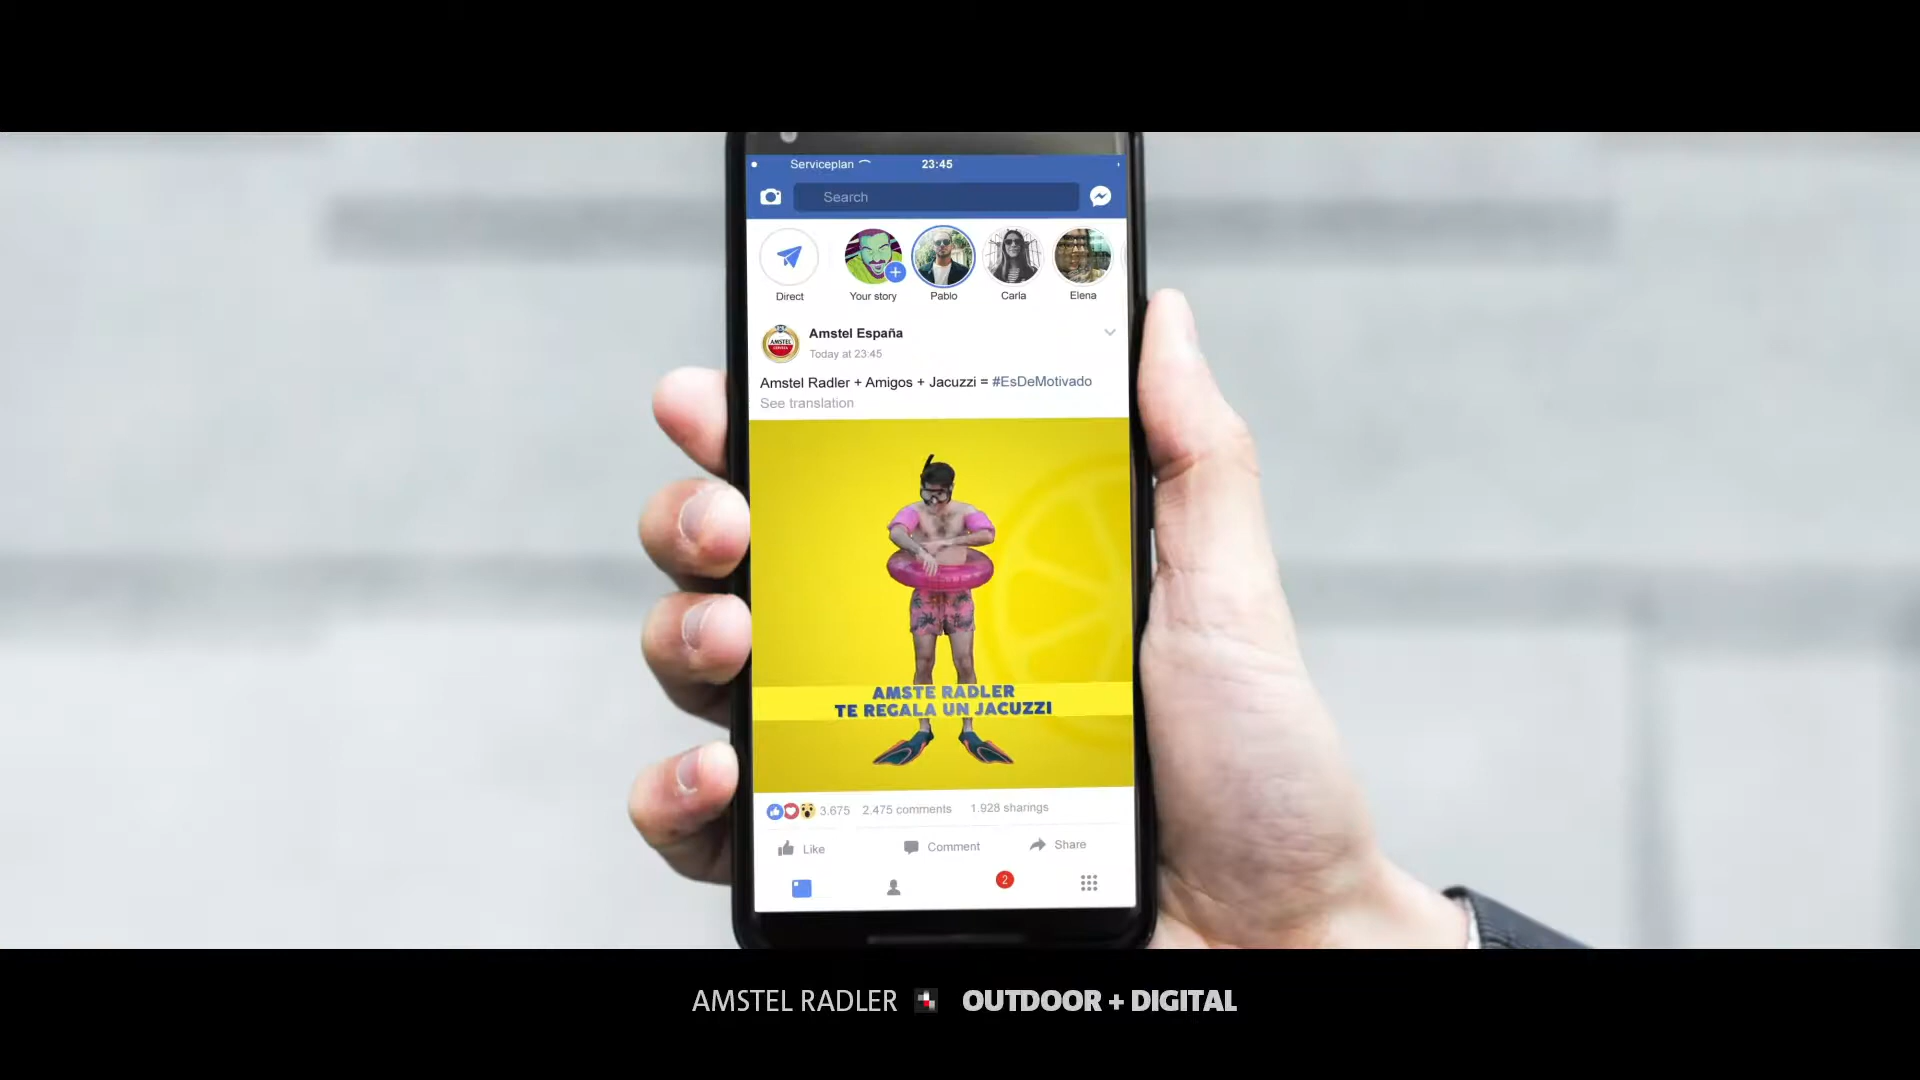 Serviceplan 23:45
Search
Direct
Your story
Pablo
Carla
Elena
AMSTEL
Amstel España
Today at 23:45
Amstel Radler + Amigos + Jacuzzi = #EsDeMotivado
See translation
AMSTE RADLER
TE REGALA UN JACUZZI
3.675 2.475 comments 1.928 sharings
Like Comment Share
2
AMSTEL RADLER OUTDOOR + DIGITAL